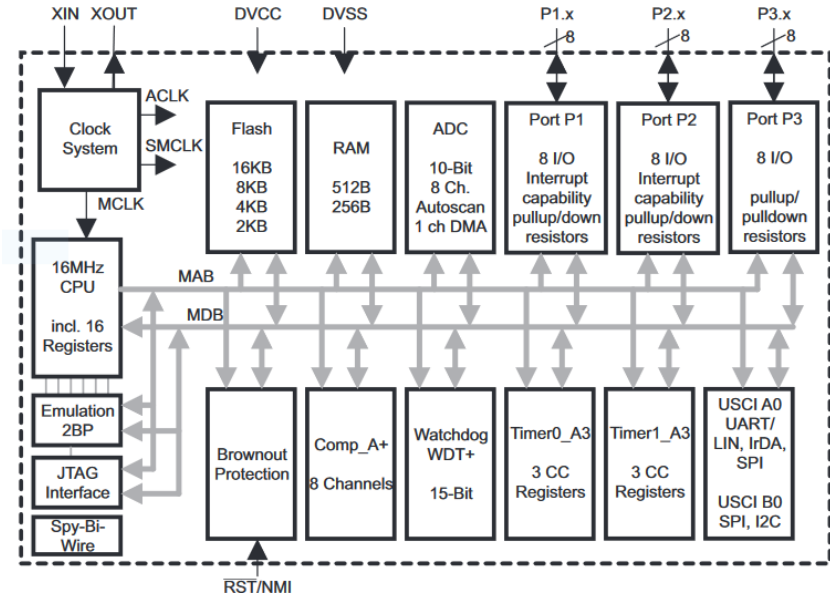 XIN
XOUT
DVCC
DVSS
P1.x
P2.x
P3.x
8
8
8
Clock
System
ACLK
SMCLK
MCLK
Flash
16KB
8KB
4KB
2KB
RAM
512B
256B
ADC
10-Bit
8 Ch.
Autoscan
1 ch DMA
Port P1
8 I/O
Interrupt
capability
pullup/down
resistors
Port P2
8 I/O
Interrupt
capability
pullup/down
resistors
Port P3
8 I/O
pullup/
pulldown
resistors
16MHz
CPU
incl. 16
Registers
MAB
MDB
Emulation
2BP
JTAG
Interface
Spy-Bi-
Wire
Brownout
Protection
Comp_A+
8 Channels
Watchdog
WDT+
15-Bit
Timer0_A3
3 CC
Registers
Timer1_A3
3 CC
Registers
USCI A0
UART/
LIN, IrDA,
SPI
USCI B0
SPI, I2C
RST/NMI